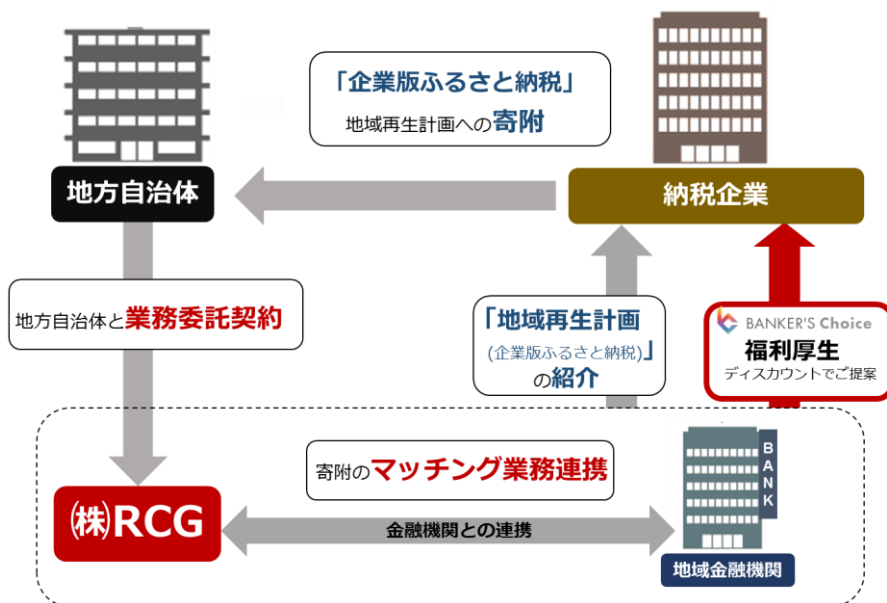 「企業版ふるさと納税」
地域再生計画への寄附
地方自治体
納税企業
地方自治体と業務委託契約
「地域再生計画
(企業版ふるさと納税)」
の紹介
BANKER'S Choice
福利厚生
ディスカウントでご提案
寄附のマッチング業務連携
BANK
㈱RCG
金融機関との連携
地域金融機関